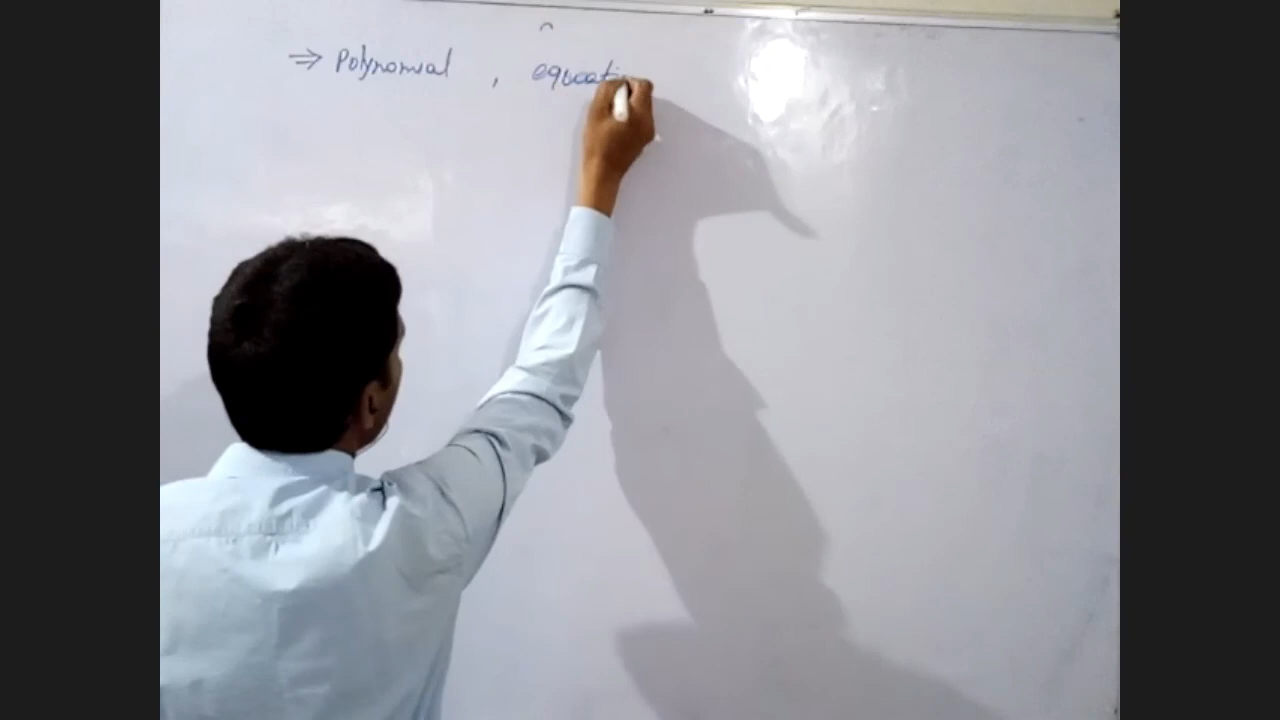 ⇒ Polynomial , equati